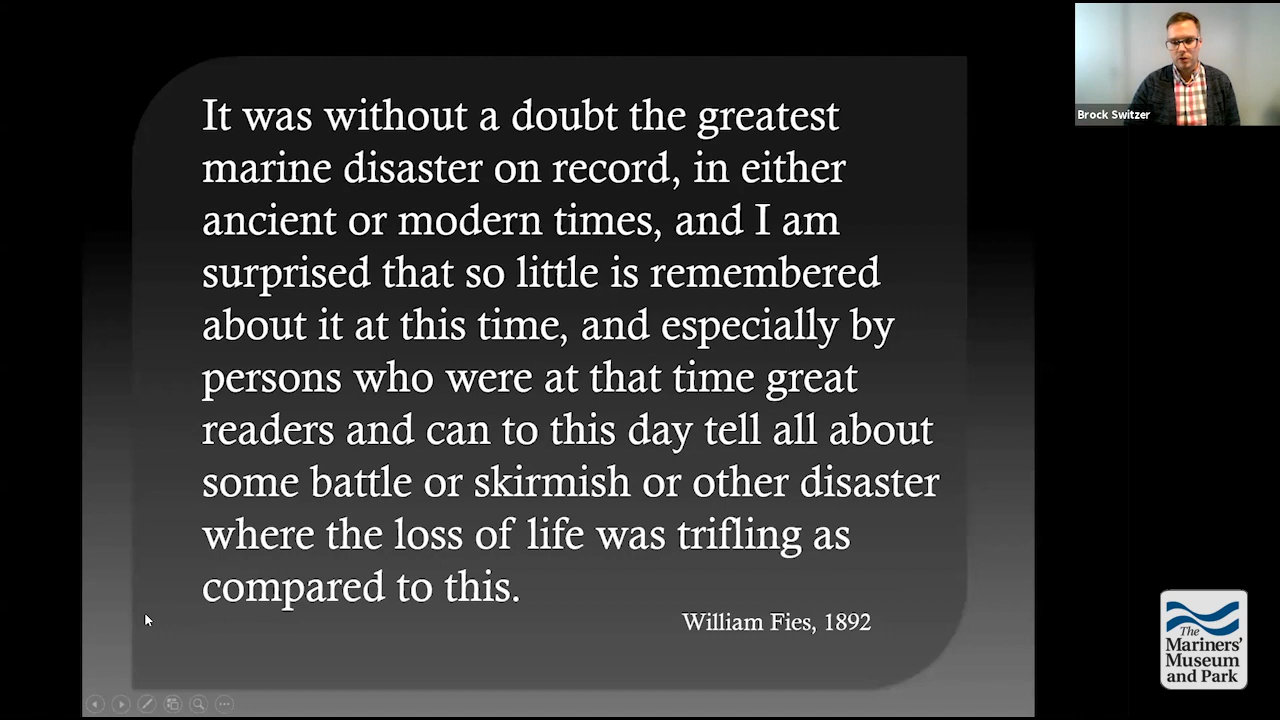 It was without a doubt the greatest
marine disaster on record, in either
ancient or modern times, and I am
surprised that so little is remembered
about it at this time, and especially by
persons who were at that time great
readers and can to this day tell all about
some battle or skirmish or other disaster
where the loss of life was trifling as
compared to this.
William Fies, 1892
Brock Switzer
The
Mariners'
Museum
and Park